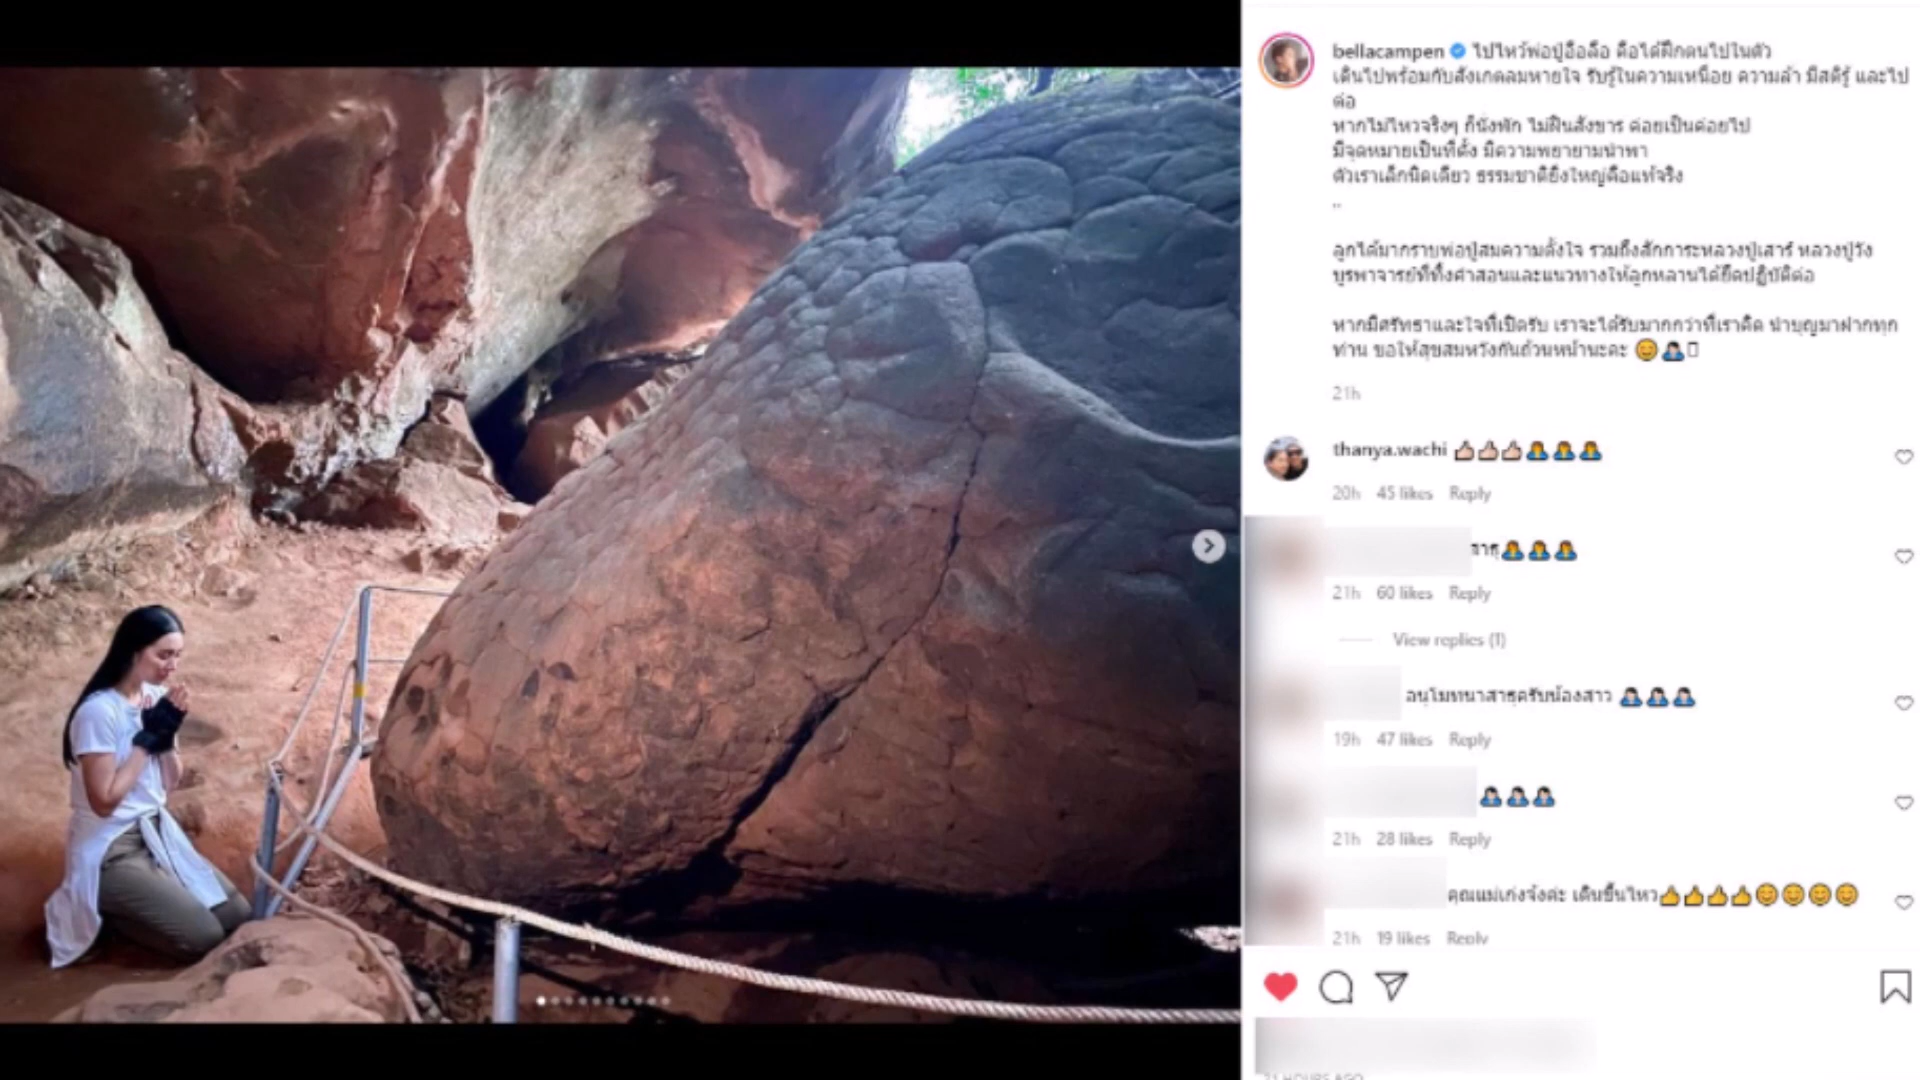 bellacampen ไปไหว้พ่อปู่อือลือ คือได้ฝึกตนไปในตัว
เดินไปพร้อมกับสังเกตลมหายใจ รับรู้ในความเหนื่อย ความล้า มีสติรู้ และไป
ต่อ
หากไม่ไหวจริงๆ ก็นั่งพัก ไม่ฝืนสังขาร ค่อยเป็นค่อยไป
มีจุดหมายเป็นที่ตั้ง มีความพยายามนำพา
ตัวเราเล็กนิดเดียว ธรรมชาติยิ่งใหญ่คือแท้จริง
..
ลูกได้มากราบพ่อปู่สมความตั้งใจ รวมถึงสักการะหลวงปู่เสาร์ หลวงปู่วัง
บูรพาจารย์ที่ทิ้งคำสอนและแนวทางให้ลูกหลานได้ยึดปฏิบัติต่อ
หากมีศรัทธาและใจที่เปิดรับ เราจะได้รับมากกว่าที่เราคิด นำบุญมาฝากทุก
ท่าน ขอให้สุขสมหวังกันถ้วนหน้านะคะ 😊🙇🏻
21h
thanya.wachi 👍🏻👍🏻👍🏻🙇‍♂️🙇‍♂️🙇‍♂️
20h 45 likes Reply
สาธุ🙇‍♂️🙇‍♂️🙇‍♂️
21h 60 likes Reply
View replies (1)
อนุโมทนาสาธุครับน้องสาว 🙇🏻🙇🏻🙇🏻
19h 47 likes Reply
🙇🏻🙇🏻🙇🏻
21h 28 likes Reply
คุณแม่เก่งจังค่ะ เดินขึ้นไหว👍👍👍👍😊😊😊😊
21h 19 likes Reply
21 HOURS AGO